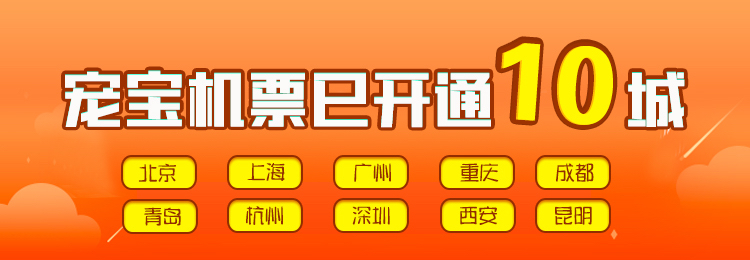 宠宝机票已开通10城
北京 上海 广州 重庆 成都
青岛 杭州 深圳 西安 昆明